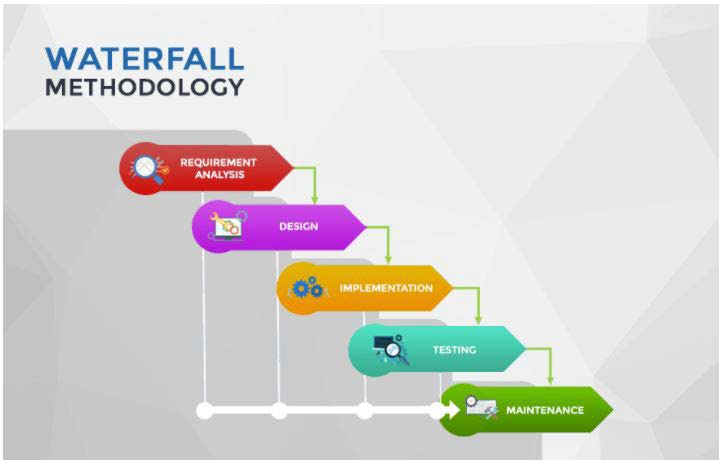 WATERFALL
METHODOLOGY
REQUIREMENT
ANALYSIS
DESIGN
IMPLEMENTATION
TESTING
MAINTENANCE